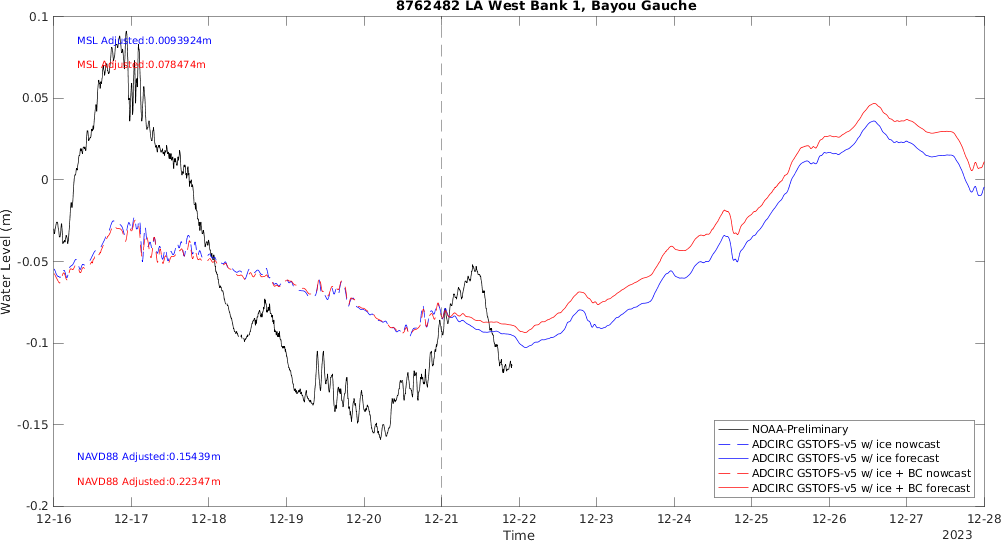 8762482 LA West Bank 1, Bayou Gauche
0.1
MSL Adjusted:0.0093924m
MSL Adjusted:0.078474m
0.05
0
-0.05
Water Level (m)
-0.1
-0.15
NAVD88 Adjusted:0.15439m
NAVD88 Adjusted:0.22347m
-0.2
NOAA-Preliminary
ADCIRC GSTOFS-v5 w/ ice nowcast
ADCIRC GSTOFS-v5 w/ ice forecast
ADCIRC GSTOFS-v5 w/ ice + BC nowcast
ADCIRC GSTOFS-v5 w/ ice + BC forecast
12-16 12-17 12-18 12-19 12-20 12-21 12-22 12-23 12-24 12-25 12-26 12-27 12-28
Time
2023